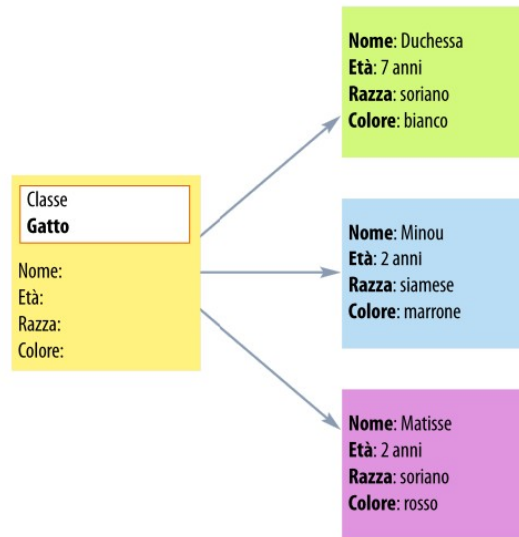 Classe
Gatto
Nome:
Età:
Razza:
Colore:
Nome: Duchessa
Età: 7 anni
Razza: soriano
Colore: bianco
Nome: Minou
Età: 2 anni
Razza: siamese
Colore: marrone
Nome: Matisse
Età: 2 anni
Razza: soriano
Colore: rosso